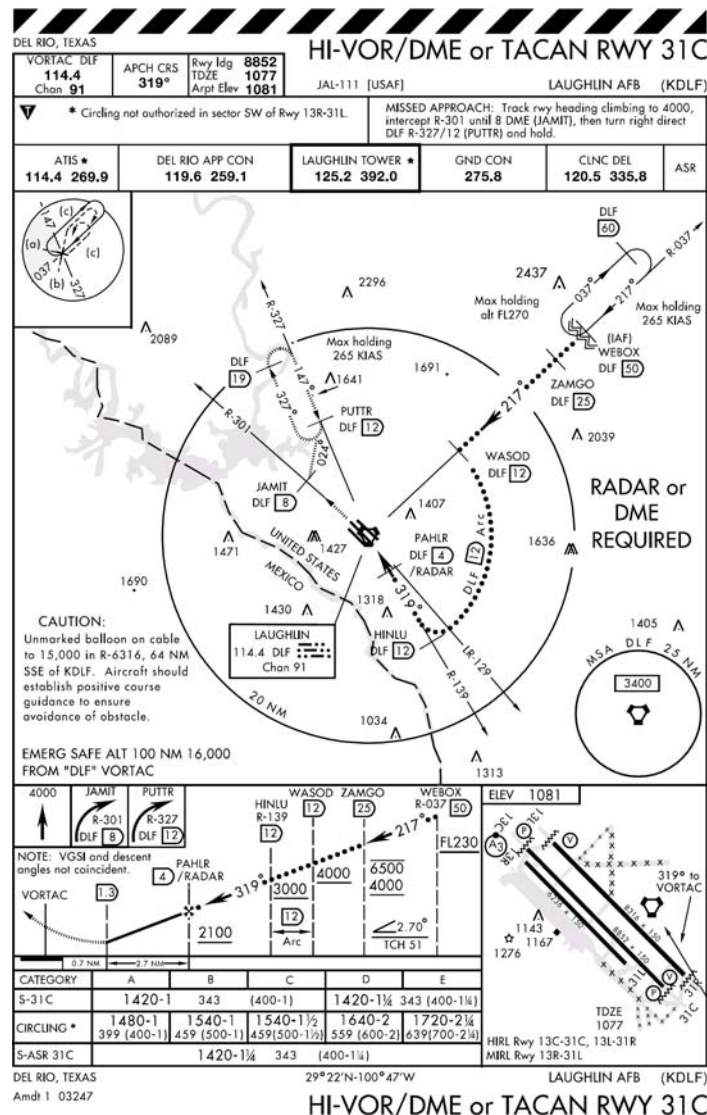 DEL RIO, TEXAS
HI-VOR/DME or TACAN RWY 31C
VORTAC DLF
114.4
Chan 91
APCH CRS
319°
Rwy ldg 8852
TDZE 1077
Arpt Elev 1081
JAL-111 [USAF]
LAUGHLIN AFB (KDLF)
T
* Circling not authorized in sector SW of Rwy 13R-31L.
MISSED APPROACH: Track rwy heading climbing to 4000,
intercept R-301 until 8 DME (JAMIT), then turn right direct
DLF R-327/12 (PUTTR) and hold.
ATIS ★
114.4 269.9
DEL RIO APP CON
119.6 259.1
LAUGHLIN TOWER ★
125.2 392.0
GND CON
275.8
CLNC DEL
120.5 335.8
ASR
(c)
147
(a)
(c)
037
(b)
327
DLF
60
R-037
2437
037°
217°
Max holding
alt FL270
Max holding
265 KIAS
(IAF)
WEBOX
DLF 50
ZAMGO
DLF 25
217°
2296
R-327
2089
Max holding
265 KIAS
DLF
19
147°
1641
1691
327°
PUTTR
DLF 12
2039
R-301
024°
WASOD
DLF 12
JAMIT
DLF 8
1407
RADAR or
DME
REQUIRED
1471
UNITED STATES
MEXICO
1427
PAHLR
DLF 4
/RADAR
DLF 12 Arc
1636
319°
1690
1430
1318
CAUTION:
Unmarked balloon on cable
to 15,000 in R-6316, 64 NM
SSE of KDLF. Aircraft should
establish positive course
guidance to ensure
avoidance of obstacle.
LAUGHLIN
114.4 DLF
Chan 91
HINLU
DLF 12
LR-129
R-139
1405
MSA DLF 25 NM
3400
20 NM
1034
1313
EMERG SAFE ALT 100 NM 16,000
FROM "DLF" VORTAC
4000
JAMIT
R-301
DLF 8
PUTTR
R-327
DLF 12
NOTE: VGSI and descent
angles not coincident.
VORTAC
1.3
PAHLR
4 /RADAR
HINLU
R-139
12
WASOD
12
ZAMGO
25
WEBOX
R-037 50
217°
FL230
319°
3000
4000
6500
4000
2100
12
Arc
2.70°
TCH 51
0.7 NM
2.7 NM
ELEV 1081
13C
13L
13R
A3
P
V
319° to
VORTAC
6236 × 150
8316 × 150
8852 × 150
1143
1167
1276
31L
31R
31C
P
V
TDZE
1077
HIRL Rwy 13C-31C, 13L-31R
MIRL Rwy 13R-31L
CATEGORY A B C D E
S-31C 1420-1 343 (400-1) 1420-1¼ 343 (400-1¼)
CIRCLING * 1480-1 1540-1 1540-1½ 1640-2 1720-2¼
399 (400-1) 459 (500-1) 459(500-1½) 559 (600-2) 639(700-2¼)
S-ASR 31C 1420-1¼ 343 (400-1¼)
DEL RIO, TEXAS
29°22'N-100°47'W
LAUGHLIN AFB (KDLF)
Amdt 1 03247
HI-VOR/DME or TACAN RWY 31C